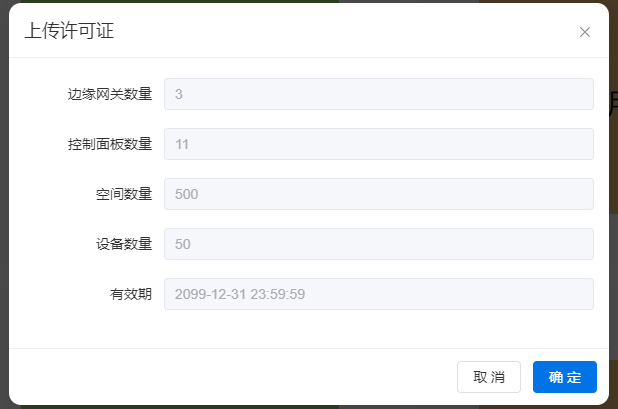 上传许可证
边缘网关数量 3
控制面板数量 11
空间数量 500
设备数量 50
有效期 2099-12-31 23:59:59
取消 确定